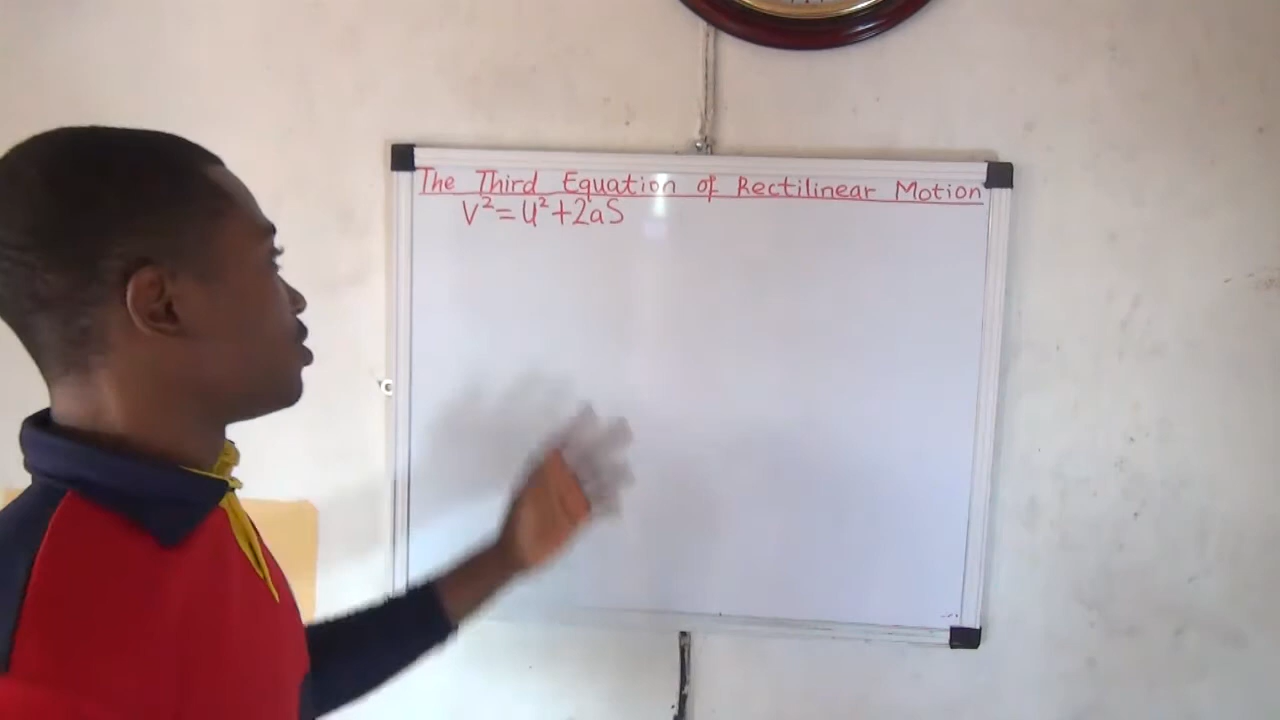 The Third Equation of Rectilinear Motion
V²=U²+2aS